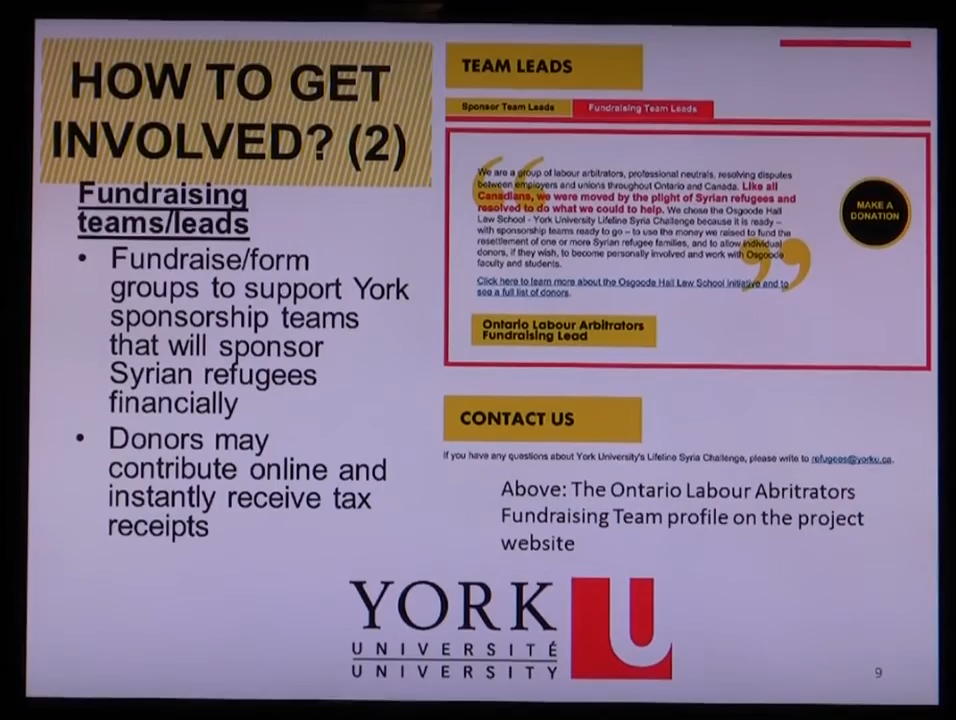 HOW TO GET
INVOLVED? (2)
Fundraising
teams/leads
• Fundraise/form
groups to support York
sponsorship teams
that will sponsor
Syrian refugees
financially
• Donors may
contribute online and
instantly receive tax
receipts
TEAM LEADS
Sponsor Team Leads
Fundraising Team Leads
We are a group of labour arbitrators, professional neutrals, resolving disputes
between employers and unions throughout Ontario and Canada. Like all
Canadians, we were moved by the plight of Syrian refugees and
resolved to do what we could to help. We chose the Osgoode Hall
Law School - York University Lifeline Syria Challenge because it is ready –
with sponsorship teams ready to go – to use the money we raised to fund the
resettlement of one or more Syrian refugee families, and to allow individual
donors, if they wish, to become personally involved and work with Osgoode
faculty and students.
Click here to learn more about the Osgoode Hall Law School initiative and to
see a full list of donors.
Ontario Labour Arbitrators
Fundraising Lead
MAKE A
DONATION
CONTACT US
If you have any questions about York University's Lifeline Syria Challenge, please write to refugees@yorku.ca.
Above: The Ontario Labour Abritrators
Fundraising Team profile on the project
website
YORK
UNIVERSITÉ
UNIVERSITY
U
9